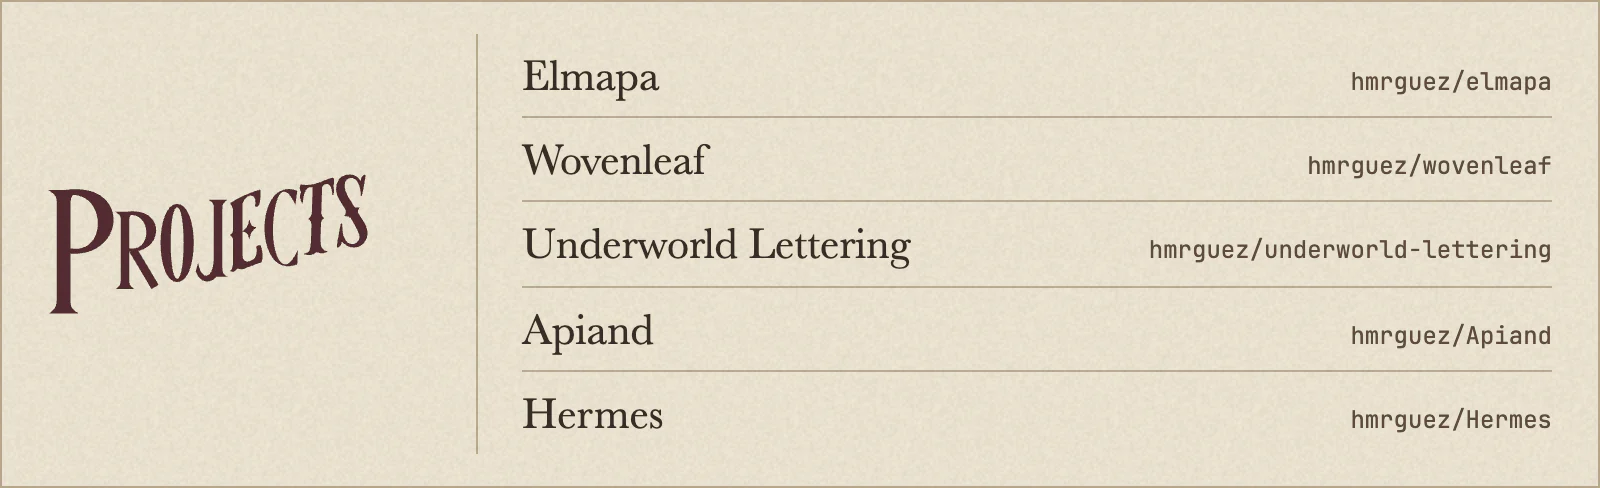 PROJECTS
Elmapa hmrguez/elmapa
Wovenleaf hmrguez/wovenleaf
Underworld Lettering hmrguez/underworld-lettering
Apiand hmrguez/Apiand
Hermes hmrguez/Hermes